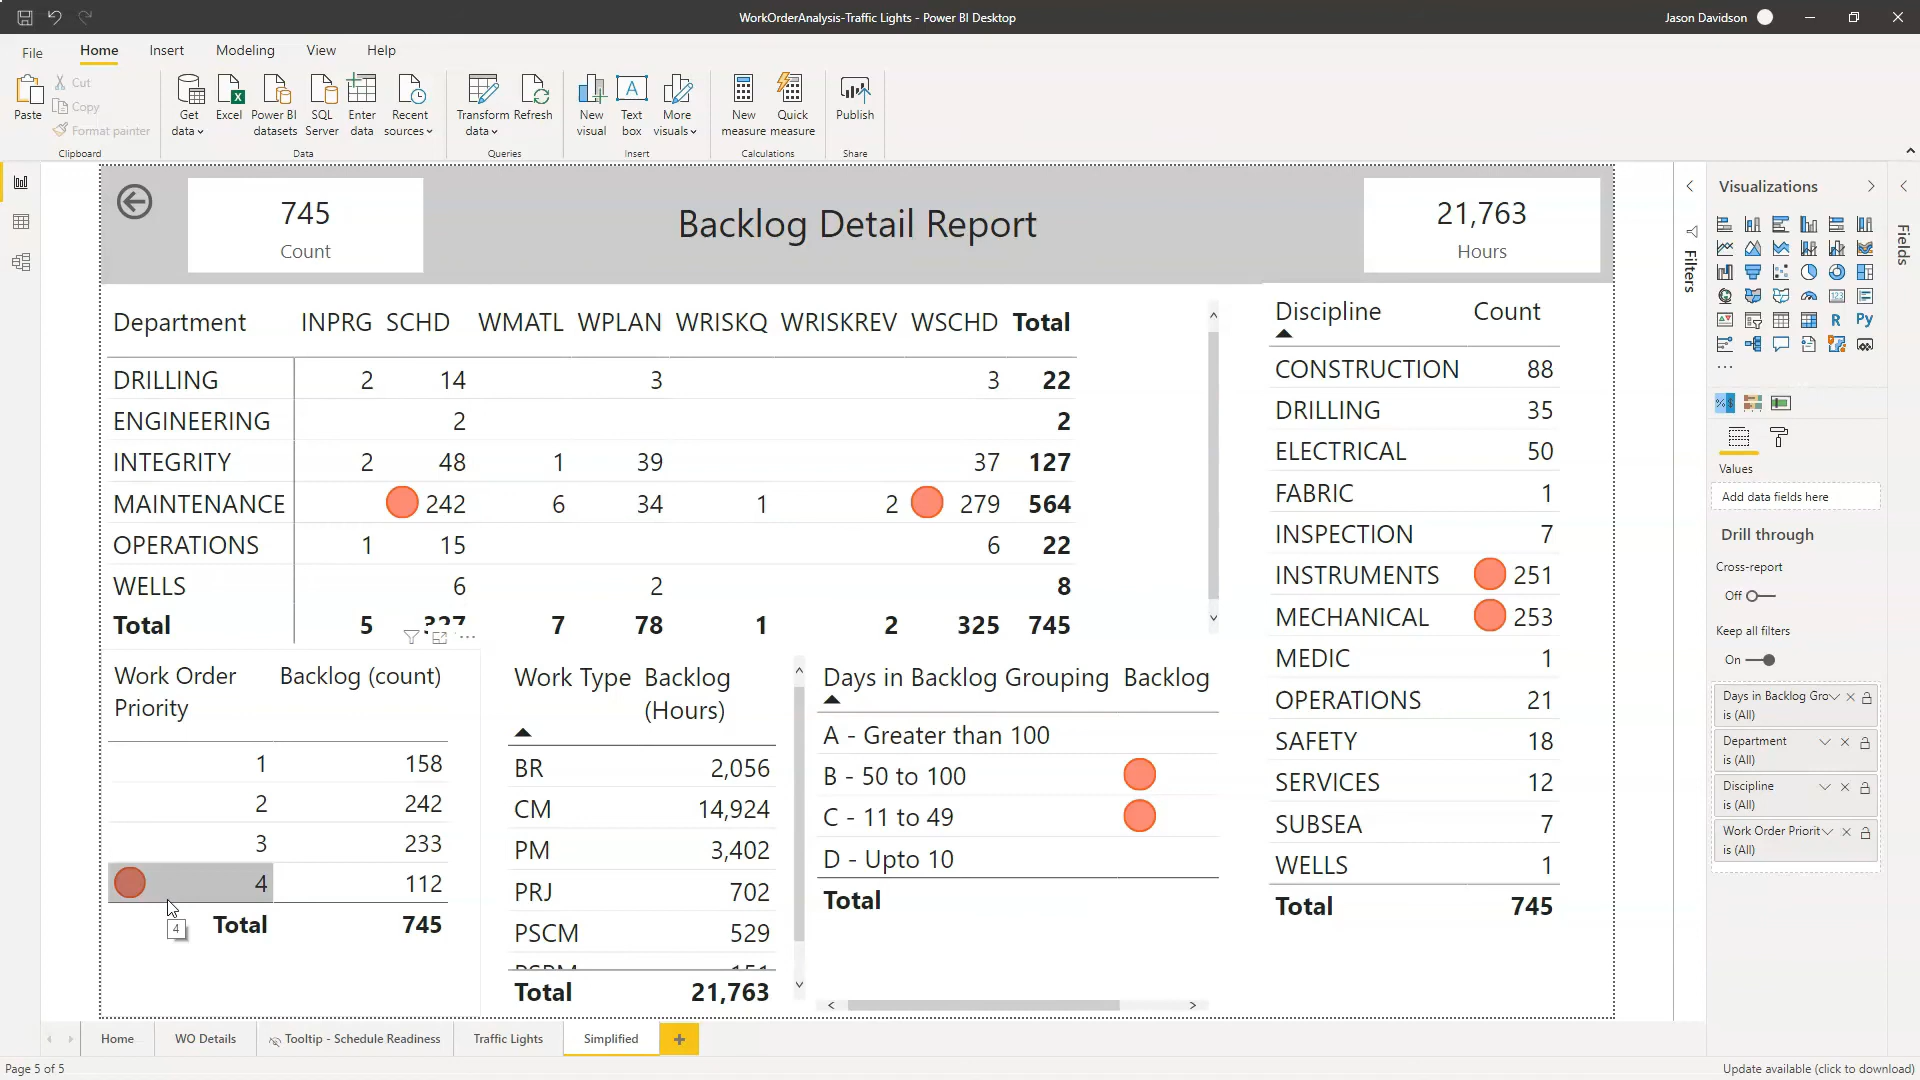 WorkOrderAnalysis-Traffic Lights - Power BI Desktop
Jason Davidson
File Home Insert Modeling View Help
Paste
Cut
Copy
Format painter
Clipboard
Get data
Excel
Power BI datasets
SQL Server
Enter data
Recent sources
Data
Transform data
Refresh
Queries
New visual
Text box
More visuals
Insert
New measure
Quick measure
Calculations
Publish
Share
745
Count
Backlog Detail Report
21,763
Hours
Department INPRG SCHD WMATL WPLAN WRISKQ WRISKREV WSCHD Total
DRILLING 2 14 3 3 22
ENGINEERING 2 2
INTEGRITY 2 48 1 39 37 127
MAINTENANCE 242 6 34 1 2 279 564
OPERATIONS 1 15 6 22
WELLS 6 2 8
Total 5 327 7 78 1 2 325 745
Discipline Count
CONSTRUCTION 88
DRILLING 35
ELECTRICAL 50
FABRIC 1
INSPECTION 7
INSTRUMENTS 251
MECHANICAL 253
MEDIC 1
OPERATIONS 21
SAFETY 18
SERVICES 12
SUBSEA 7
WELLS 1
Total 745
Work Order Backlog (count)
Priority
1 158
2 242
3 233
4 112
Total 745
4
Work Type Backlog
(Hours)
BR 2,056
CM 14,924
PM 3,402
PRJ 702
PSCM 529
Total 21,763
Days in Backlog Grouping Backlog
A - Greater than 100
B - 50 to 100
C - 11 to 49
D - Upto 10
Total
Filters
Visualizations
Fields
R Py
Values
Add data fields here
Drill through
Cross-report
Off
Keep all filters
On
Days in Backlog Gro
is (All)
Department
is (All)
Discipline
is (All)
Work Order Priorit
is (All)
Home WO Details Tooltip - Schedule Readiness Traffic Lights Simplified
Page 5 of 5
Update available (click to download)